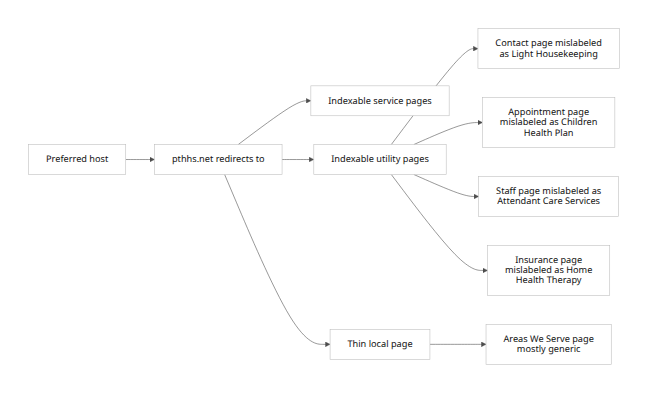 Preferred host
pthhs.net redirects to
Indexable service pages
Indexable utility pages
Thin local page
Contact page mislabeled
as Light Housekeeping
Appointment page
mislabeled as Children
Health Plan
Staff page mislabeled as
Attendant Care Services
Insurance page
mislabeled as Home
Health Therapy
Areas We Serve page
mostly generic